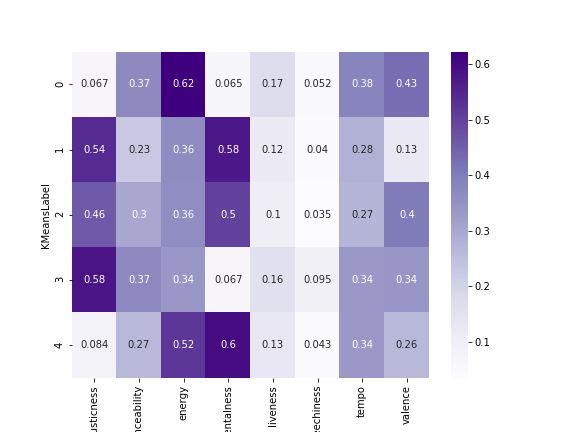 0 0.067 0.37 0.62 0.065 0.17 0.052 0.38 0.43
1 0.54 0.23 0.36 0.58 0.12 0.04 0.28 0.13
2 0.46 0.3 0.36 0.5 0.1 0.035 0.27 0.4
3 0.58 0.37 0.34 0.067 0.16 0.095 0.34 0.34
4 0.084 0.27 0.52 0.6 0.13 0.043 0.34 0.26
KMeansLabel
usticness
nceability
energy
entalness
liveness
eechiness
tempo
valence
0.6
0.5
0.4
0.3
0.2
0.1